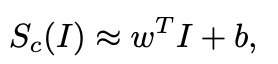 S_c(I) ≈ w^T I + b,